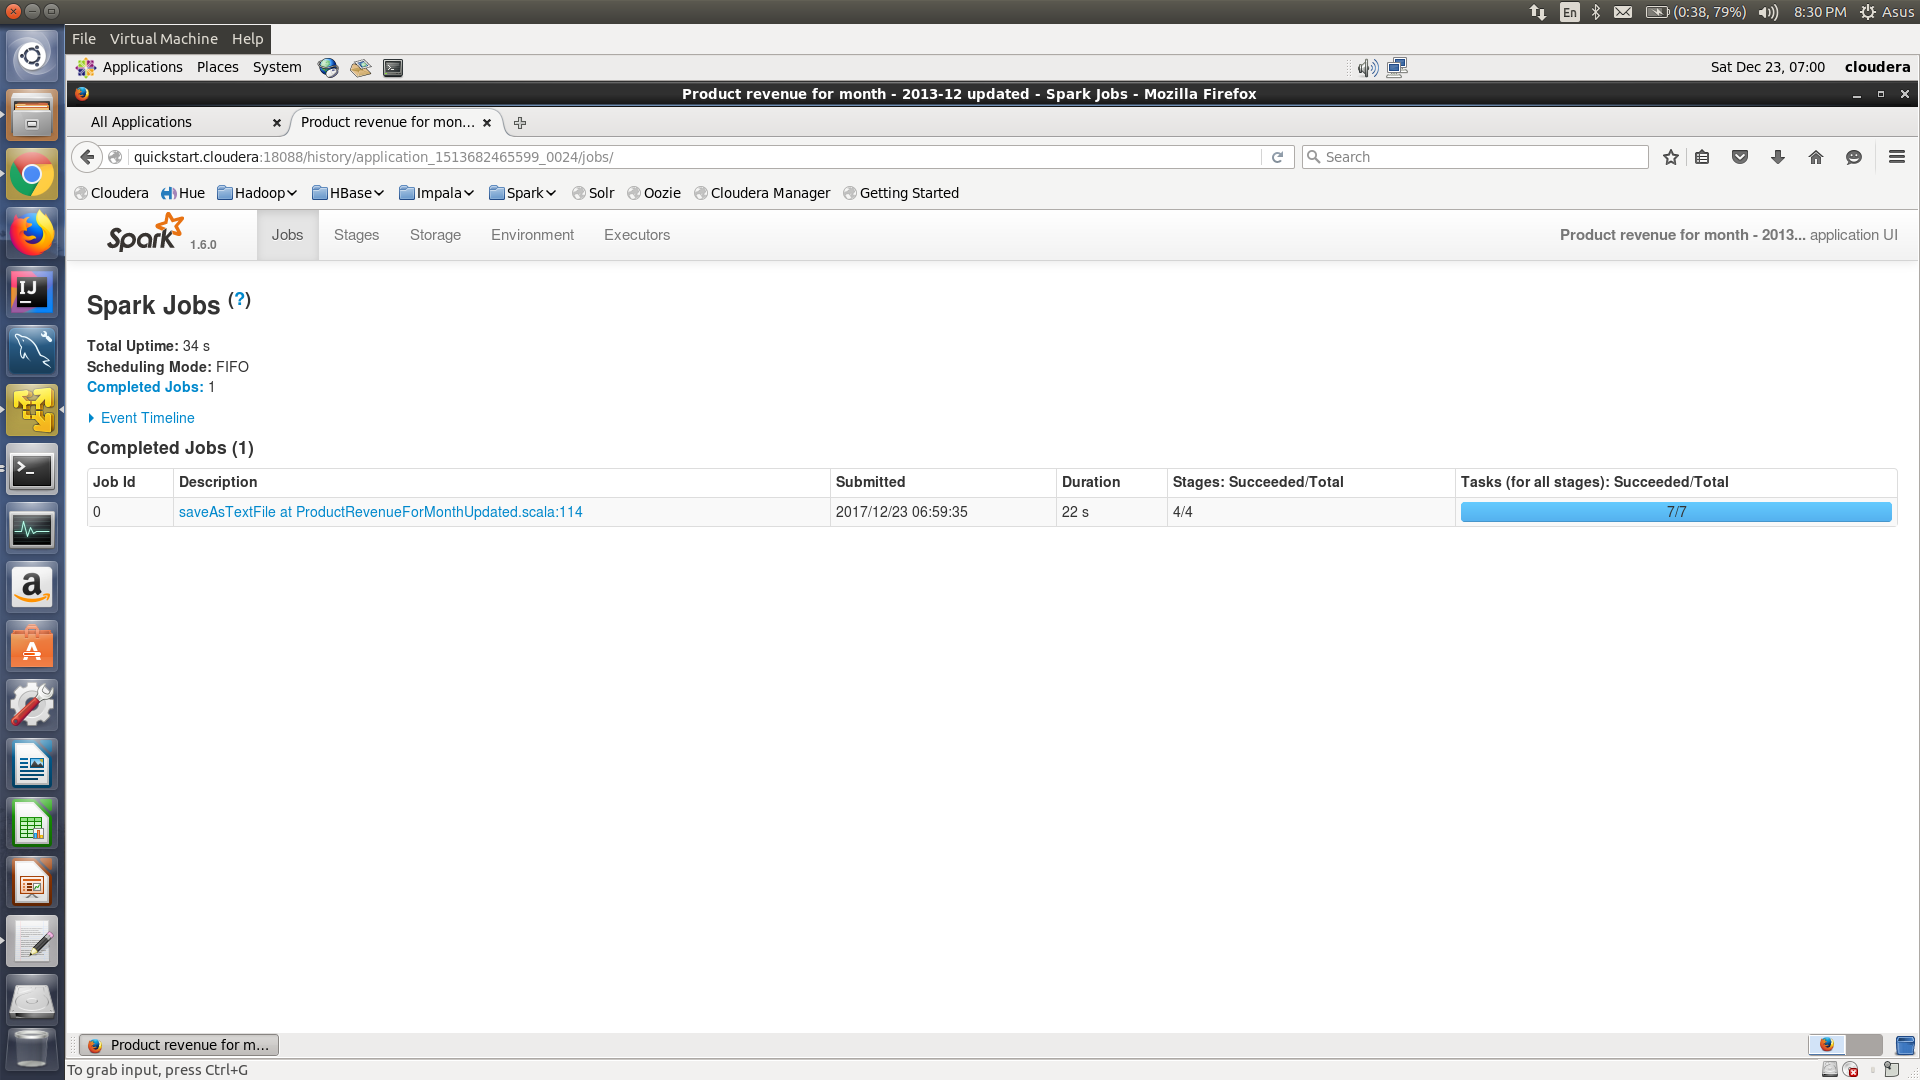 En (0:38, 79%) 8:30 PM Asus
File Virtual Machine Help
Applications Places System Sat Dec 23, 07:00 cloudera
Product revenue for month - 2013-12 updated - Spark Jobs - Mozilla Firefox
All Applications Product revenue for mon...
quickstart.cloudera:18088/history/application_1513682465599_0024/jobs/ Search
Cloudera Hue Hadoop HBase Impala Spark Solr Oozie Cloudera Manager Getting Started
Spark 1.6.0 Jobs Stages Storage Environment Executors Product revenue for month - 2013... application UI
Spark Jobs (?)
Total Uptime: 34 s
Scheduling Mode: FIFO
Completed Jobs: 1
Event Timeline
Completed Jobs (1)
Job Id Description Submitted Duration Stages: Succeeded/Total Tasks (for all stages): Succeeded/Total
0 saveAsTextFile at ProductRevenueForMonthUpdated.scala:114 2017/12/23 06:59:35 22 s 4/4 7/7
Product revenue for m...
To grab input, press Ctrl+G